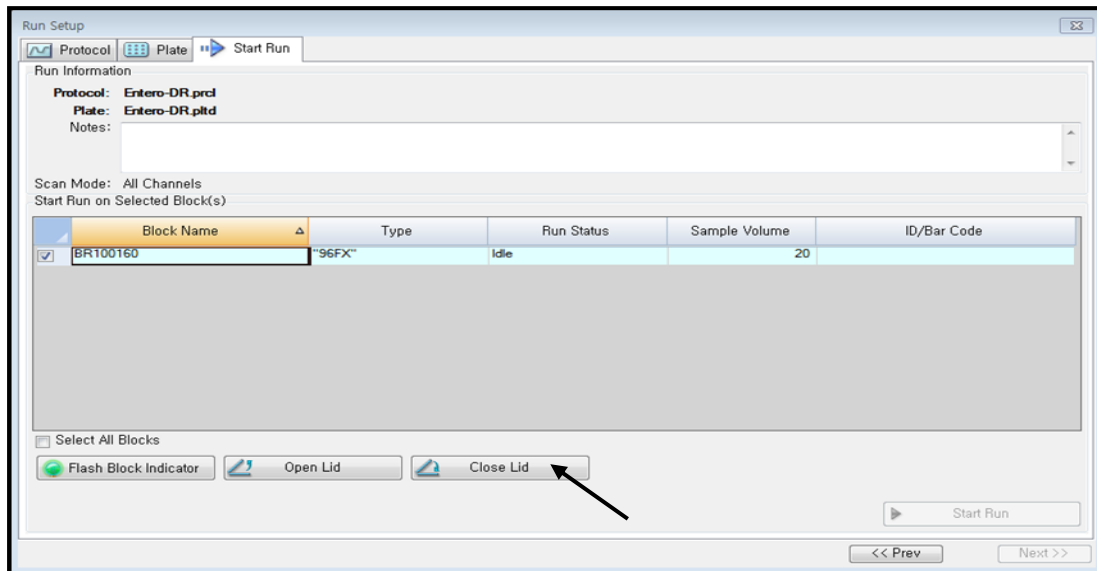 Run Setup
Protocol Plate Start Run
Run Information
Protocol: Entero-DR.prcl
Plate: Entero-DR.pltd
Notes:
Scan Mode: All Channels
Start Run on Selected Block(s)
Block Name Type Run Status Sample Volume ID/Bar Code
BR100160 "96FX" Idle 20
Select All Blocks
Flash Block Indicator Open Lid Close Lid
Start Run
<< Prev Next >>